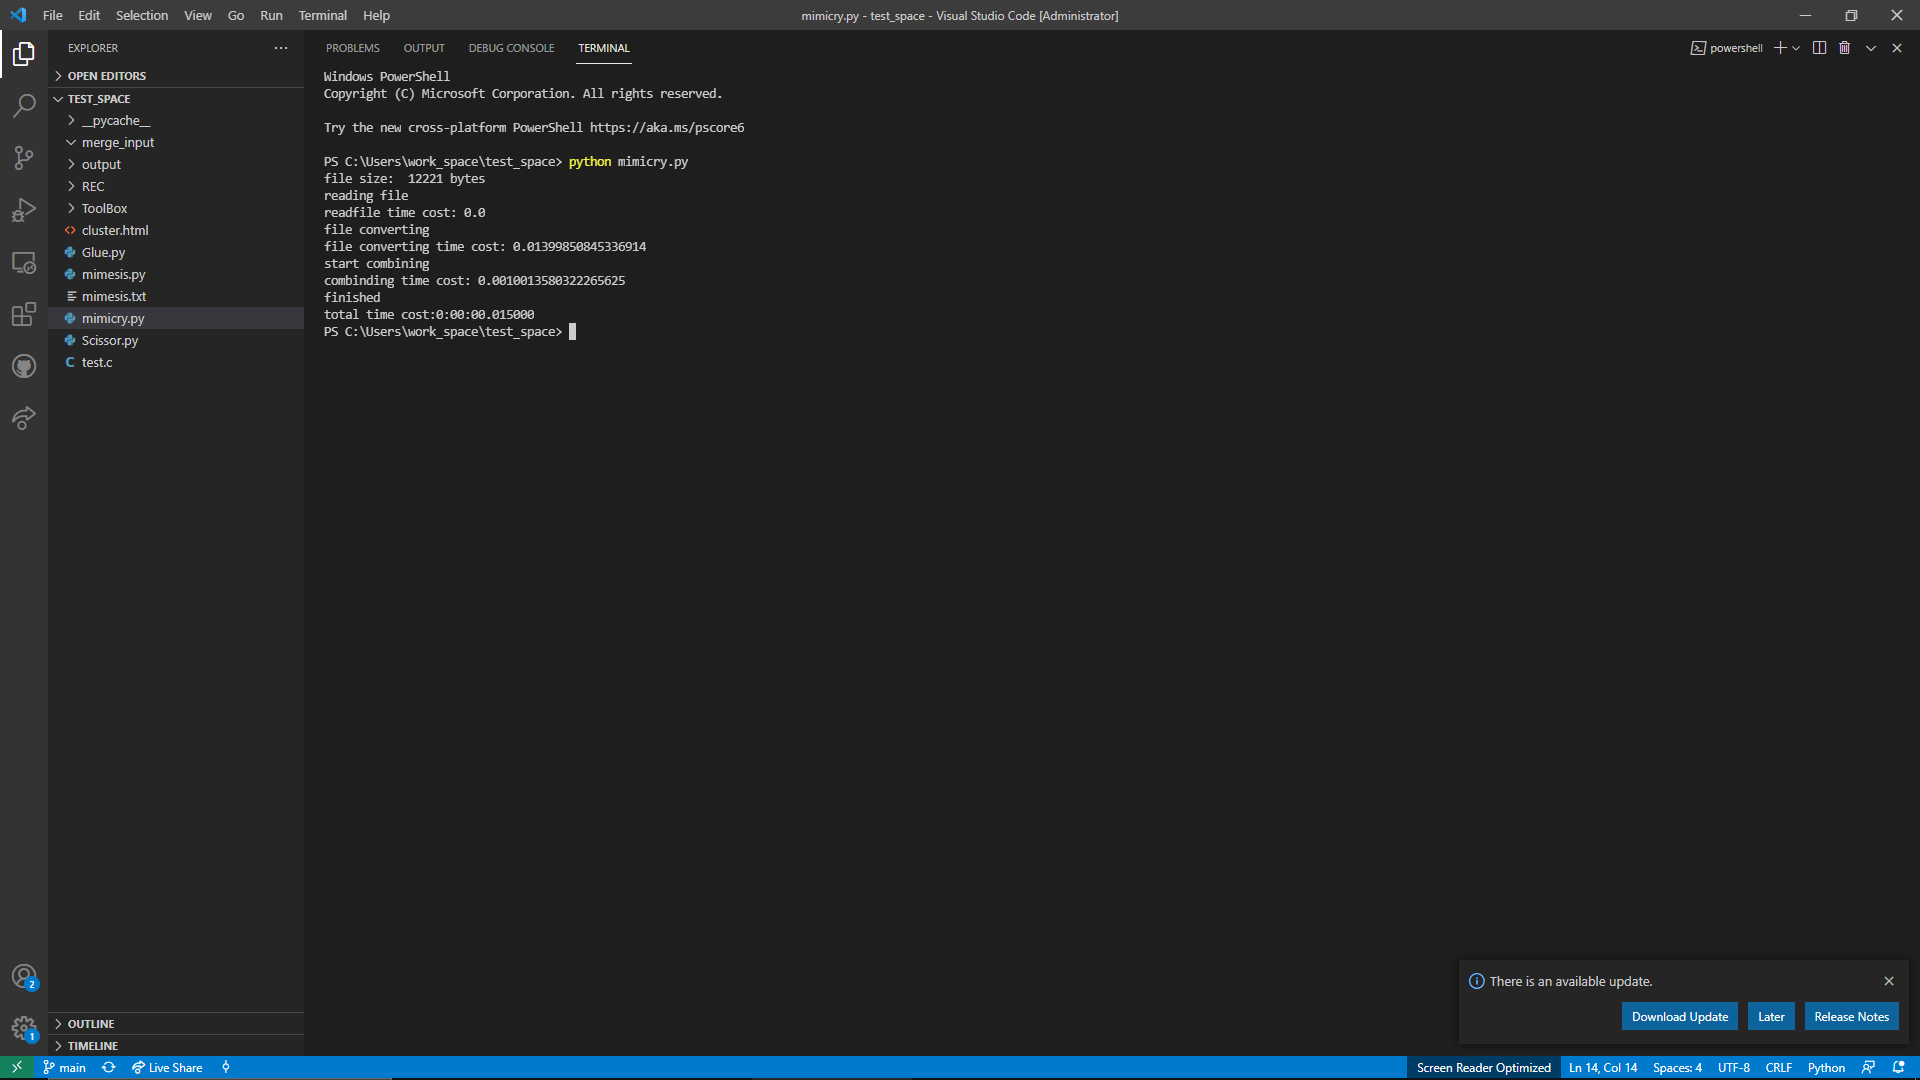 File Edit Selection View Go Run Terminal Help
mimicry.py - test_space - Visual Studio Code [Administrator]
EXPLORER
OPEN EDITORS
TEST_SPACE
__pycache__
merge_input
output
REC
ToolBox
cluster.html
Glue.py
mimesis.py
mimesis.txt
mimicry.py
Scissor.py
test.c
OUTLINE
TIMELINE
2
1
PROBLEMS OUTPUT DEBUG CONSOLE TERMINAL
powershell
Windows PowerShell
Copyright (C) Microsoft Corporation. All rights reserved.
Try the new cross-platform PowerShell https://aka.ms/pscore6
PS C:\Users\work_space\test_space> python mimicry.py
file size:  12221 bytes
reading file
readfile time cost: 0.0
file converting
file converting time cost: 0.01399850845336914
start combining
combinding time cost: 0.0010013580322265625
finished
total time cost:0:00:00.015000
PS C:\Users\work_space\test_space>
There is an available update.
Download Update Later Release Notes
main Live Share
Screen Reader Optimized Ln 14, Col 14 Spaces: 4 UTF-8 CRLF Python